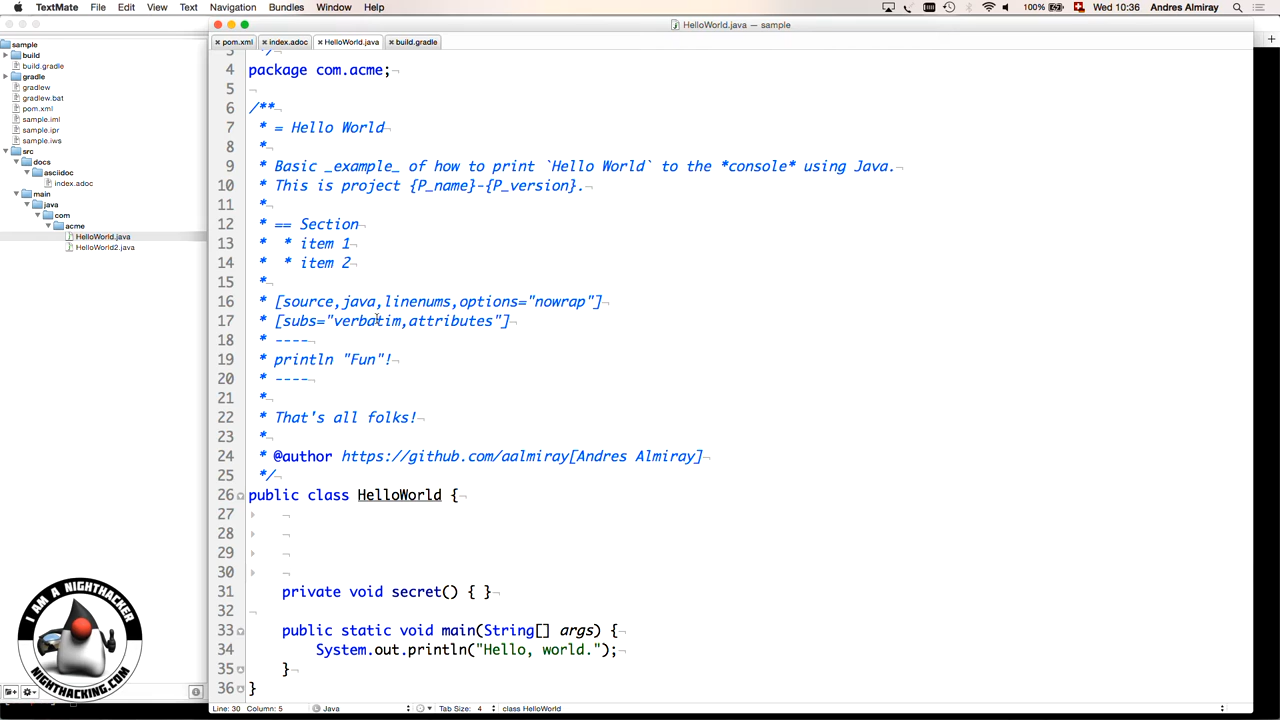 TextMate File Edit View Text Navigation Bundles Window Help 100% Wed 10:36 Andres Almiray
HelloWorld.java — sample
sample
build
build.gradle
gradle
gradlew
gradlew.bat
pom.xml
sample.iml
sample.ipr
sample.iws
src
docs
asciidoc
index.adoc
main
java
com
acme
HelloWorld.java
HelloWorld2.java
pom.xml index.adoc HelloWorld.java build.gradle
3 */
4 package com.acme;
5
6 /**
7 * = Hello World
8 *
9 * Basic _example_ of how to print `Hello World` to the *console* using Java.
10 * This is project {P_name}-{P_version}.
11 *
12 * == Section
13 *  * item 1
14 *  * item 2
15 *
16 * [source,java,linenums,options="nowrap"]
17 * [subs="verbatim,attributes"]
18 * ----
19 * println "Fun"!
20 * ----
21 *
22 * That's all folks!
23 *
24 * @author https://github.com/aalmiray[Andres Almiray]
25 */
26 public class HelloWorld {
27
28
29
30
31 private void secret() { }
32
33 public static void main(String[] args) {
34 System.out.println("Hello, world.");
35 }
36 }
Line: 30 Column: 5 Java Tab Size: 4 class HelloWorld
I AM A NIGHTHACKER
NIGHTHACKING.COM